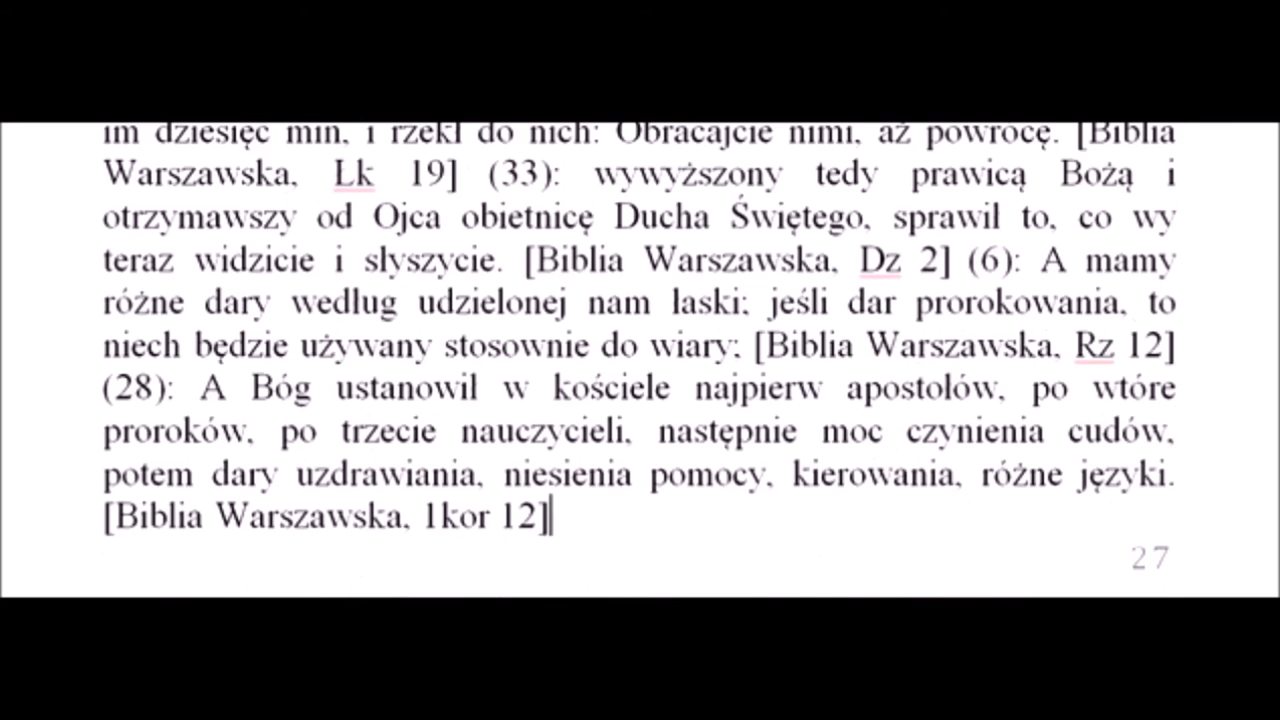 im dziesięć min, i rzekł do nich: Obracajcie nimi, aż powrócę. [Biblia
Warszawska, Lk 19] (33): wywyższony tedy prawicą Bożą i
otrzymawszy od Ojca obietnicę Ducha Świętego, sprawił to, co wy
teraz widzicie i słyszycie. [Biblia Warszawska, Dz 2] (6): A mamy
różne dary według udzielonej nam łaski; jeśli dar prorokowania, to
niech będzie używany stosownie do wiary; [Biblia Warszawska, Rz 12]
(28): A Bóg ustanowił w kościele najpierw apostołów, po wtóre
proroków, po trzecie nauczycieli, następnie moc czynienia cudów,
potem dary uzdrawiania, niesienia pomocy, kierowania, różne języki.
[Biblia Warszawska, 1kor 12]
27